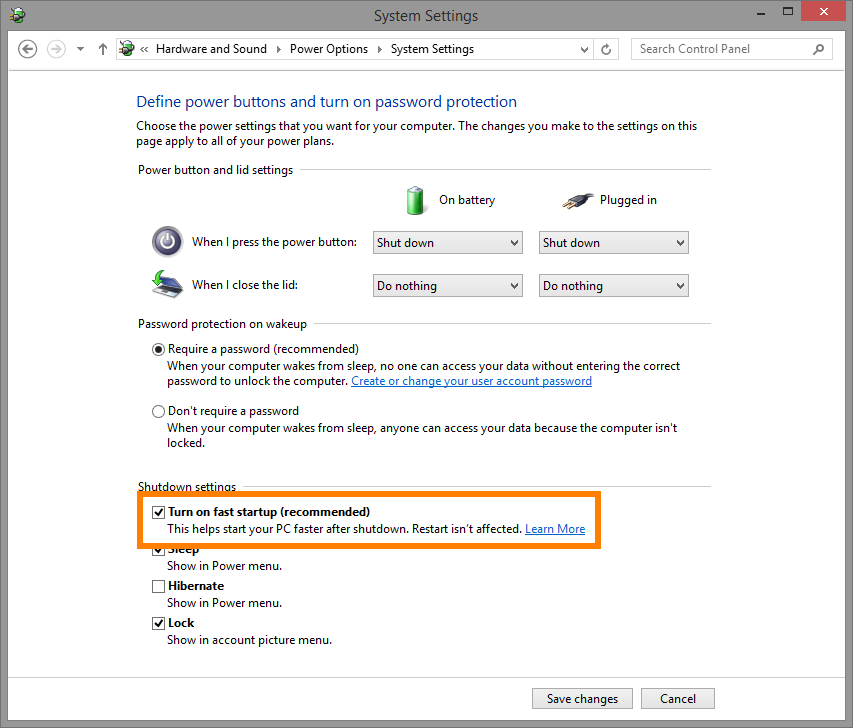 System Settings
« Hardware and Sound Power Options System Settings
Search Control Panel
Define power buttons and turn on password protection
Choose the power settings that you want for your computer. The changes you make to the settings on this
page apply to all of your power plans.
Power button and lid settings
On battery Plugged in
When I press the power button: Shut down Shut down
When I close the lid: Do nothing Do nothing
Password protection on wakeup
Require a password (recommended)
When your computer wakes from sleep, no one can access your data without entering the correct
password to unlock the computer. Create or change your user account password
Don't require a password
When your computer wakes from sleep, anyone can access your data because the computer isn't
locked.
Shutdown settings
Turn on fast startup (recommended)
This helps start your PC faster after shutdown. Restart isn't affected. Learn More
Sleep
Show in Power menu.
Hibernate
Show in Power menu.
Lock
Show in account picture menu.
Save changes Cancel